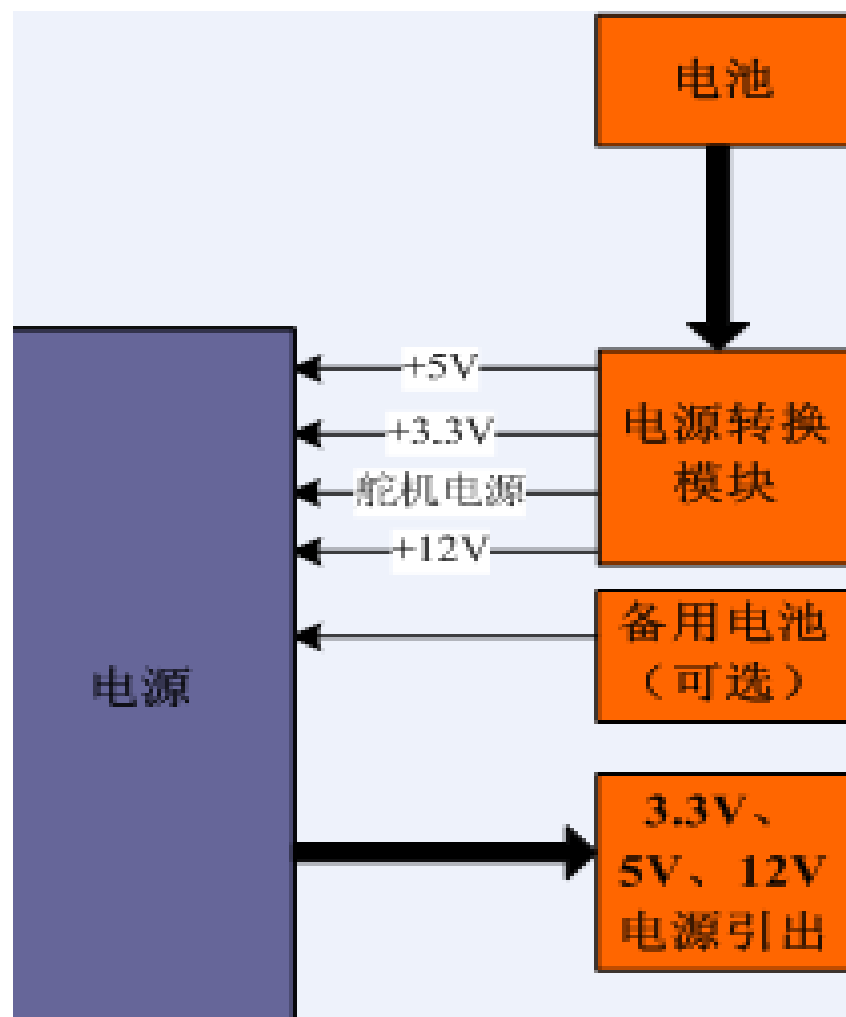 电池
+5V
+3.3V
舵机电源
+12V
电源转换
模块
备用电池
（可选）
电源
3.3V、
5V、12V
电源引出